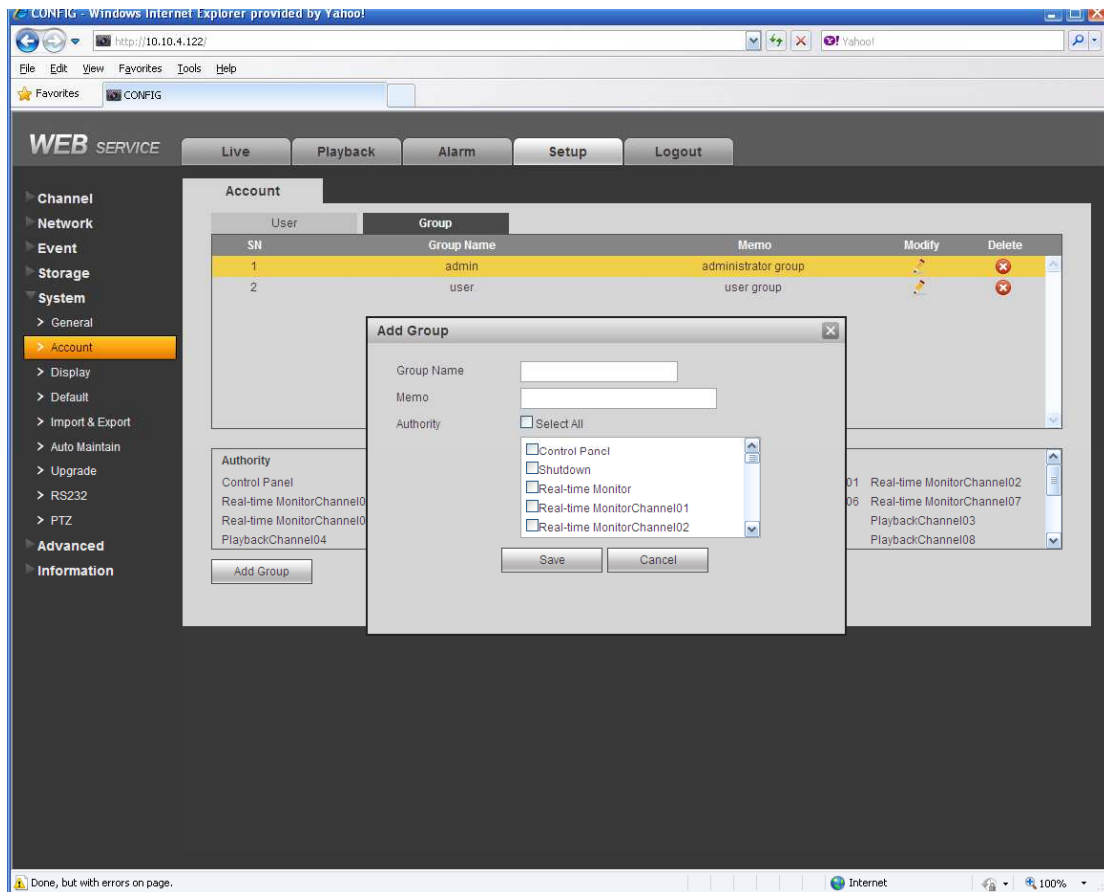 CONFIG - Windows Internet Explorer provided by Yahoo!
http://10.10.4.122/
Yahoo!
File Edit View Favorites Tools Help
Favorites CONFIG
WEB SERVICE
Live Playback Alarm Setup Logout
Channel
Network
Event
Storage
System
> General
> Account
> Display
> Default
> Import & Export
> Auto Maintain
> Upgrade
> RS232
> PTZ
Advanced
Information
Account
User Group
SN Group Name Memo Modify Delete
1 admin administrator group
2 user user group
Add Group
Group Name
Memo
Authority Select All
Control Panel
Shutdown
Real-time Monitor
Real-time MonitorChannel01
Real-time MonitorChannel02
Save Cancel
Authority
Control Panel 01 Real-time MonitorChannel02
Real-time MonitorChannel0 06 Real-time MonitorChannel07
Real-time MonitorChannel0 PlaybackChannel03
PlaybackChannel04 PlaybackChannel08
Add Group
Done, but with errors on page. Internet 100%